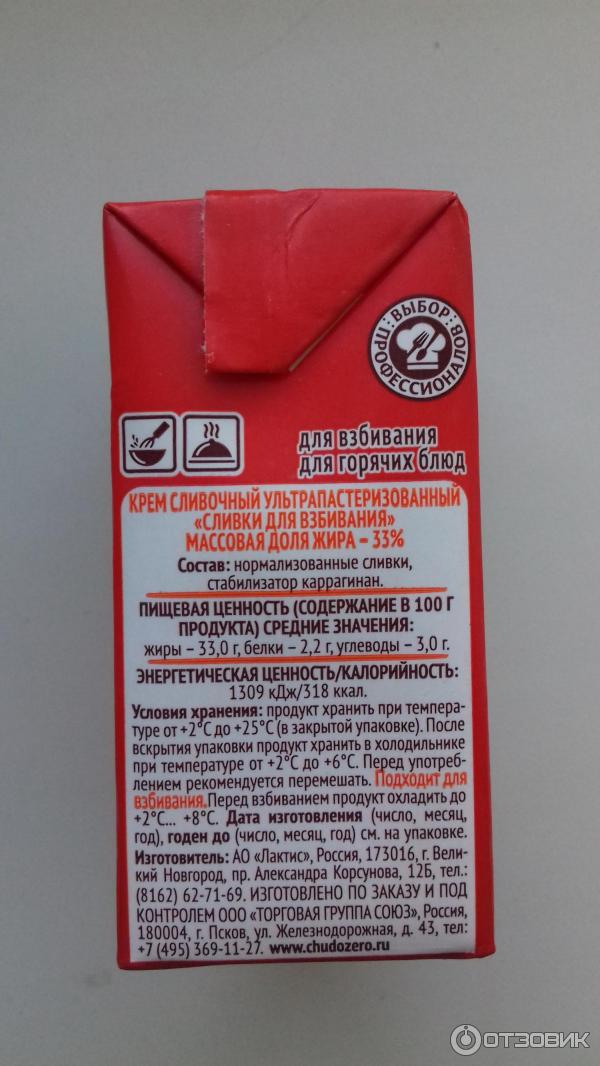 ВЫБОР:
ПРОФЕССИОНАЛОВ
для взбивания
для горячих блюд
КРЕМ СЛИВОЧНЫЙ УЛЬТРАПАСТЕРИЗОВАННЫЙ
«СЛИВКИ ДЛЯ ВЗБИВАНИЯ»
МАССОВАЯ ДОЛЯ ЖИРА – 33%
Состав: нормализованные сливки,
стабилизатор каррагинан.
ПИЩЕВАЯ ЦЕННОСТЬ (СОДЕРЖАНИЕ В 100 Г
ПРОДУКТА) СРЕДНИЕ ЗНАЧЕНИЯ:
жиры – 33,0 г, белки – 2,2 г, углеводы – 3,0 г.
ЭНЕРГЕТИЧЕСКАЯ ЦЕННОСТЬ/КАЛОРИЙНОСТЬ:
1309 кДж/318 ккал.
Условия хранения: продукт хранить при темпера-
туре от +2°С до +25°С (в закрытой упаковке). После
вскрытия упаковки продукт хранить в холодильнике
при температуре от +2°С до +6°С. Перед употреб-
лением рекомендуется перемешать. Подходит для
взбивания. Перед взбиванием продукт охладить до
+2°С... +8°С. Дата изготовления (число, месяц,
год), годен до (число, месяц, год) см. на упаковке.
Изготовитель: АО «Лактис», Россия, 173016, г. Вели-
кий Новгород, пр. Александра Корсунова, 12Б, тел.:
(8162) 62-71-69. ИЗГОТОВЛЕНО ПО ЗАКАЗУ И ПОД
КОНТРОЛЕМ ООО «ТОРГОВАЯ ГРУППА СОЮЗ», Россия,
180004, г. Псков, ул. Железнодорожная, д. 43, тел:
+7 (495) 369-11-27. www.chudozero.ru
ОТЗОВИК